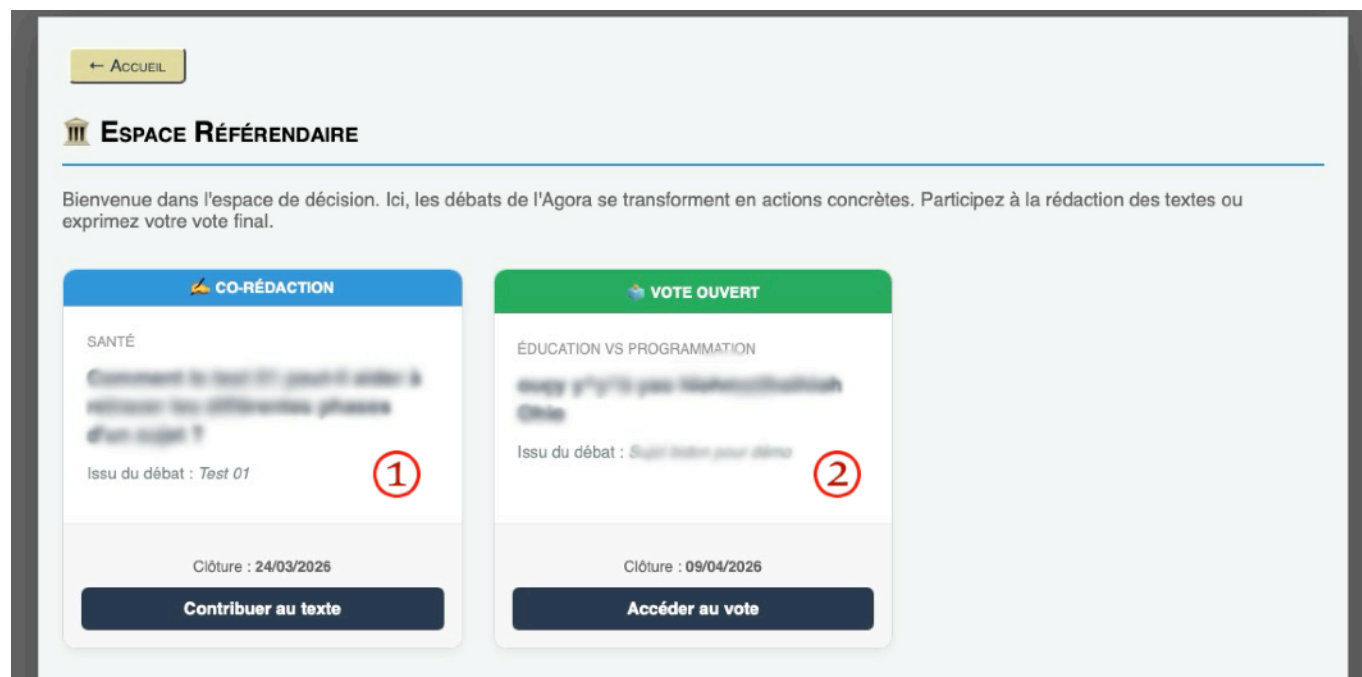 ← ACCUEIL
ESPACE RÉFÉRENDAIRE
Bienvenue dans l'espace de décision. Ici, les débats de l'Agora se transforment en actions concrètes. Participez à la rédaction des textes ou
exprimez votre vote final.
CO-RÉDACTION
SANTÉ
Issu du débat : Test 01
1
Clôture : 24/03/2026
Contribuer au texte
VOTE OUVERT
ÉDUCATION VS PROGRAMMATION
Issu du débat :
2
Clôture : 09/04/2026
Accéder au vote